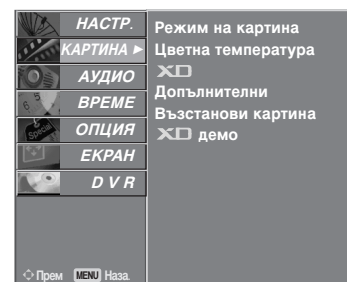 НАСТР.
КАРТИНА ►
АУДИО
ВРЕМЕ
ОПЦИЯ
ЕКРАН
D V R
Режим на картина
Цветна температура
XD
Допълнителни
Възстанови картина
XD демо
Прем MENU Наза.